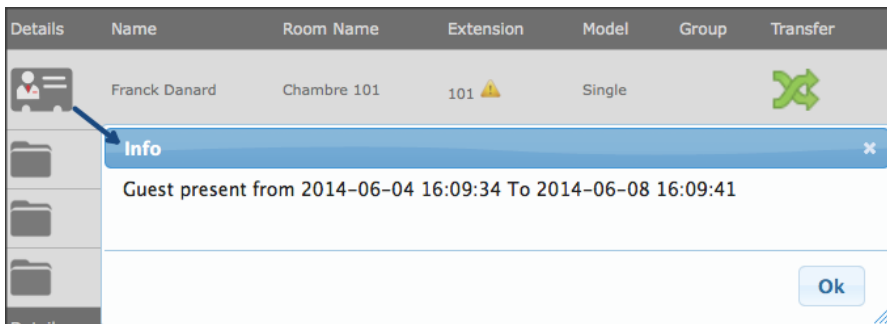 Details Name Room Name Extension Model Group Transfer
Franck Danard Chambre 101 101 Single
Info
Guest present from 2014-06-04 16:09:34 To 2014-06-08 16:09:41
Ok